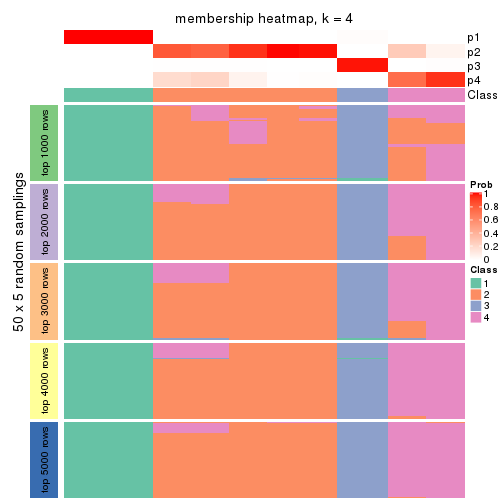 membership heatmap, k = 4
p1
p2
p3
p4
Class
50 x 5 random samplings
top 1000 rows
top 2000 rows
top 3000 rows
top 4000 rows
top 5000 rows
Prob
1
0.8
0.6
0.4
0.2
0
Class
1
2
3
4